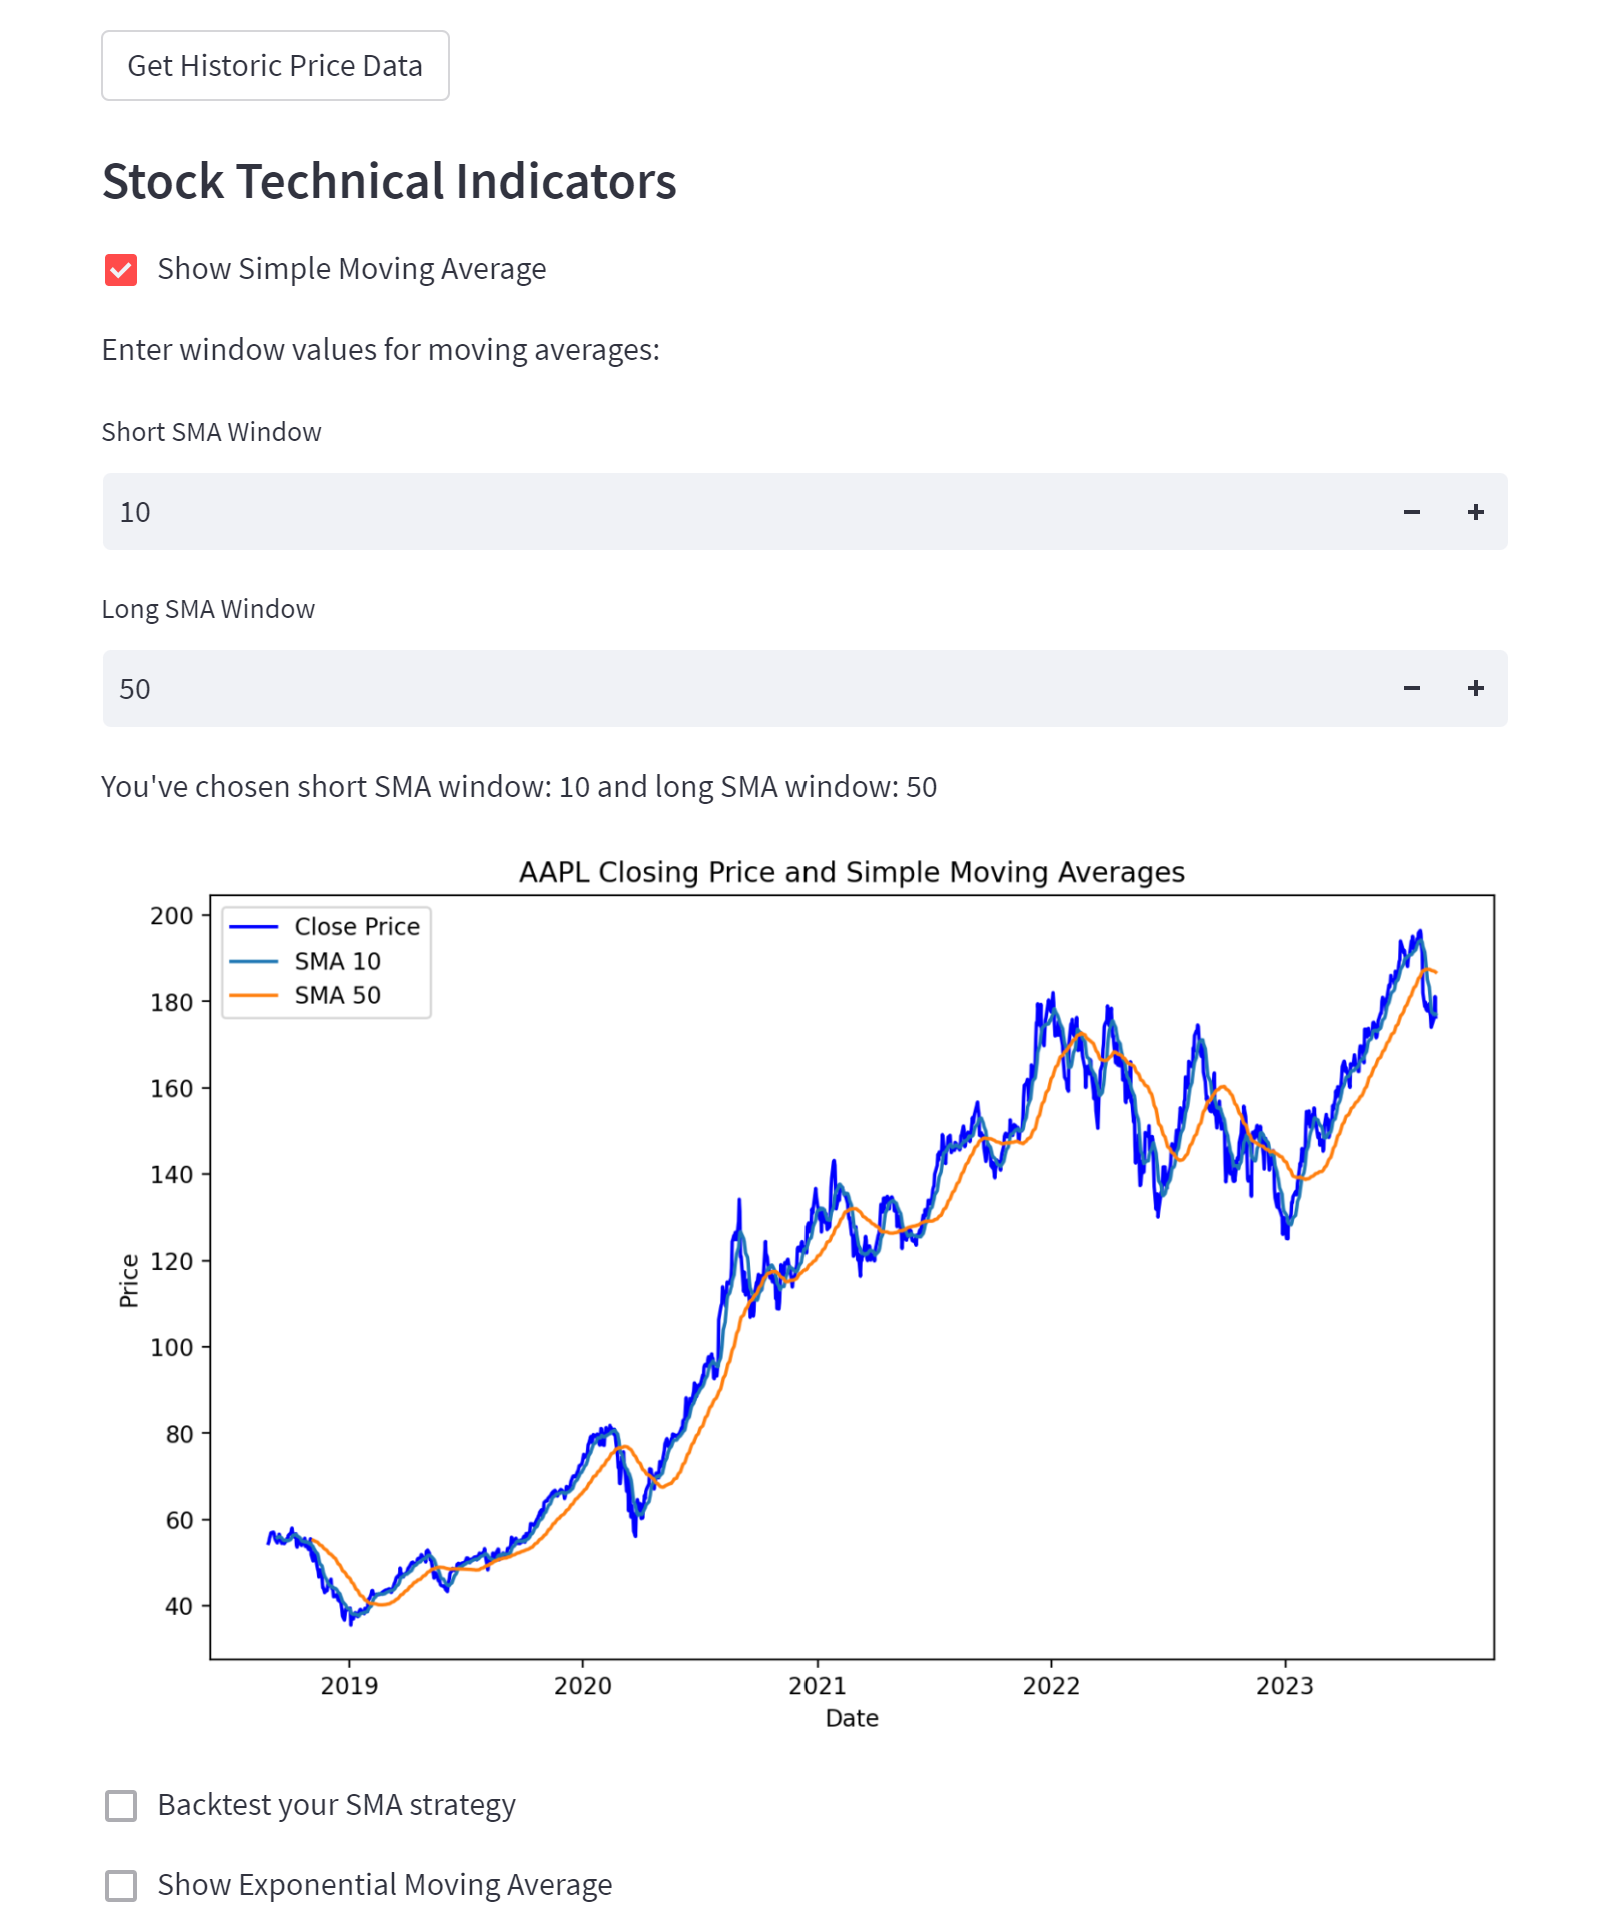 Get Historic Price Data
Stock Technical Indicators
Show Simple Moving Average
Enter window values for moving averages:
Short SMA Window
10
Long SMA Window
50
You've chosen short SMA window: 10 and long SMA window: 50
AAPL Closing Price and Simple Moving Averages
Close Price
SMA 10
SMA 50
200
180
160
140
120
100
80
60
40
Price
2019 2020 2021 2022 2023
Date
Backtest your SMA strategy
Show Exponential Moving Average